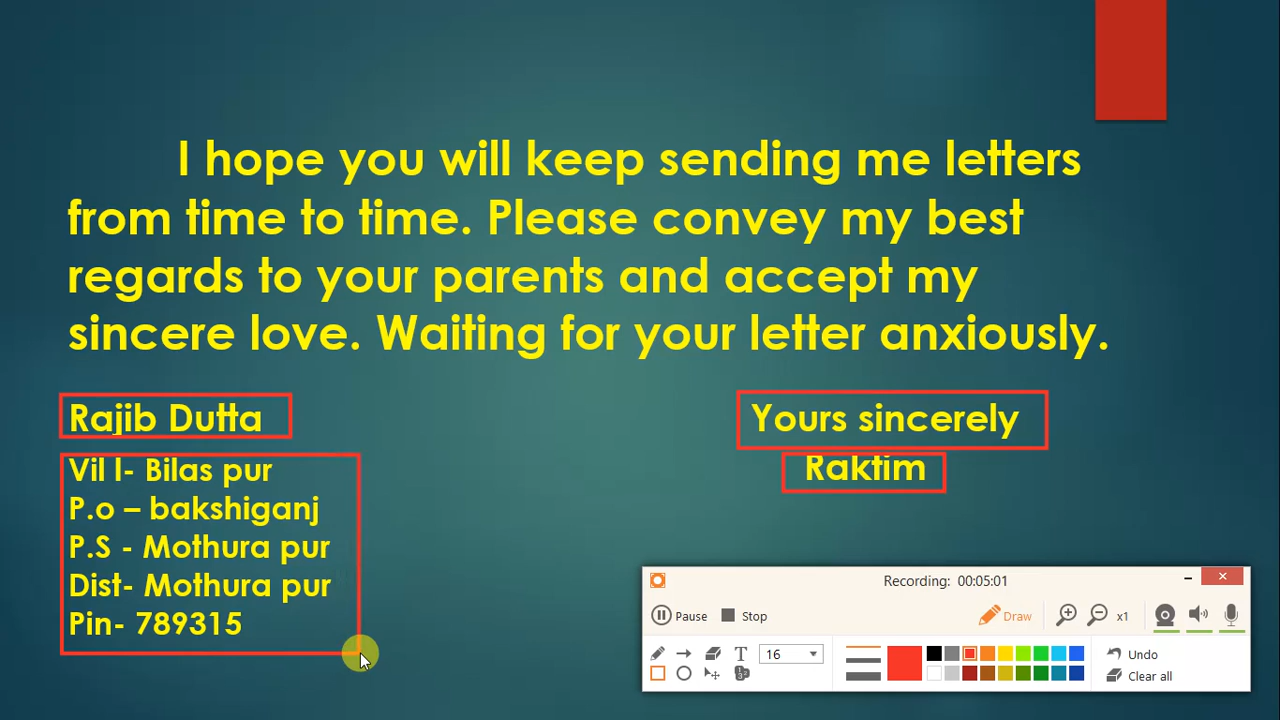 I hope you will keep sending me letters
from time to time. Please convey my best
regards to your parents and accept my
sincere love. Waiting for your letter anxiously.
Rajib Dutta
Yours sincerely
Vil l- Bilas pur
Raktim
P.o – bakshiganj
P.S - Mothura pur
Dist- Mothura pur
Pin- 789315
Recording: 00:05:01
Pause Stop Draw x1
T 16 Undo
Clear all